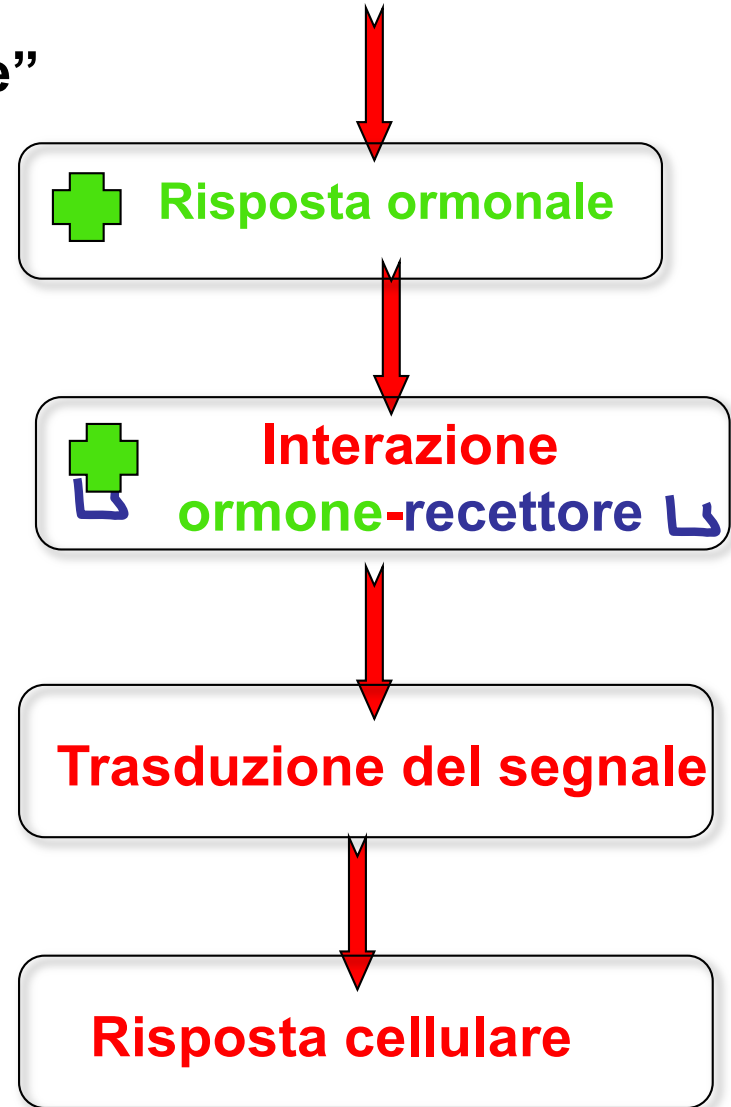 e”
Risposta ormonale
Interazione
ormone-recettore
Trasduzione del segnale
Risposta cellulare